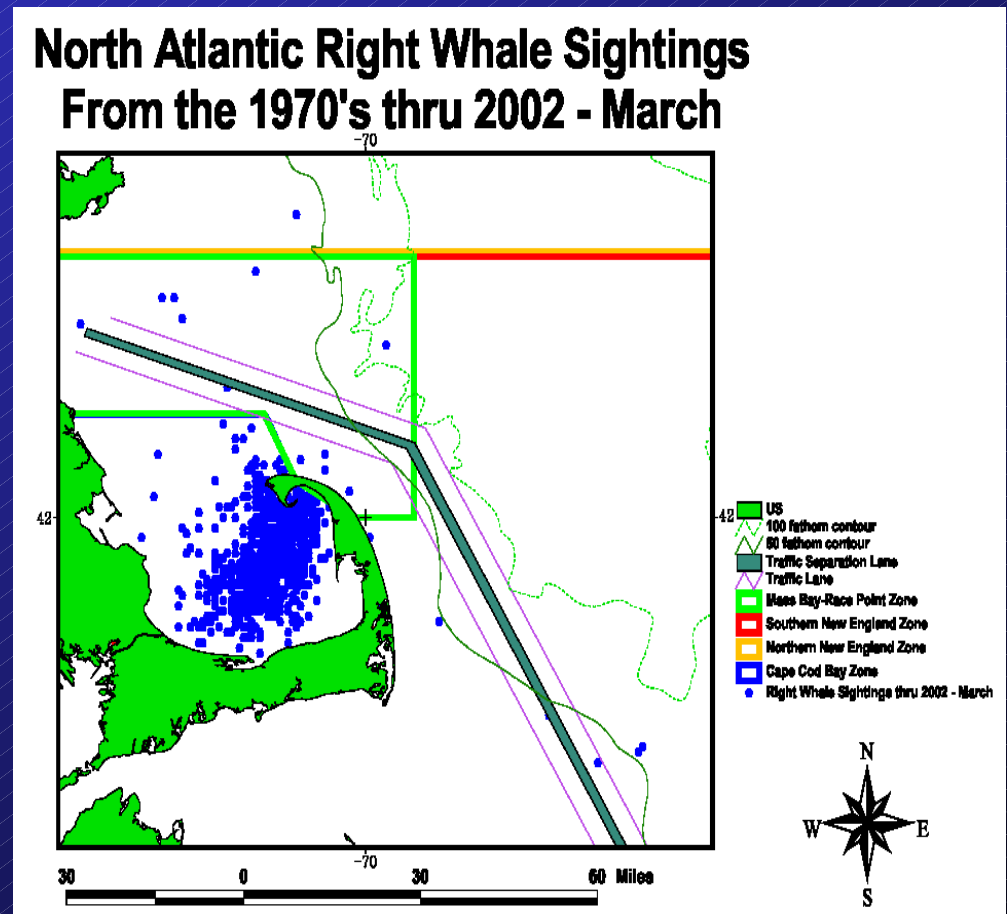 North Atlantic Right Whale Sightings
From the 1970's thru 2002 - March
-70
42
42
-70
US
100 fathom contour
50 fathom contour
Traffic Separation Lane
Traffic Lane
Mass Bay-Race Point Zone
Southern New England Zone
Northern New England Zone
Cape Cod Bay Zone
Right Whale Sightings thru 2002 - March
N
W E
S
30 0 30 60 Miles